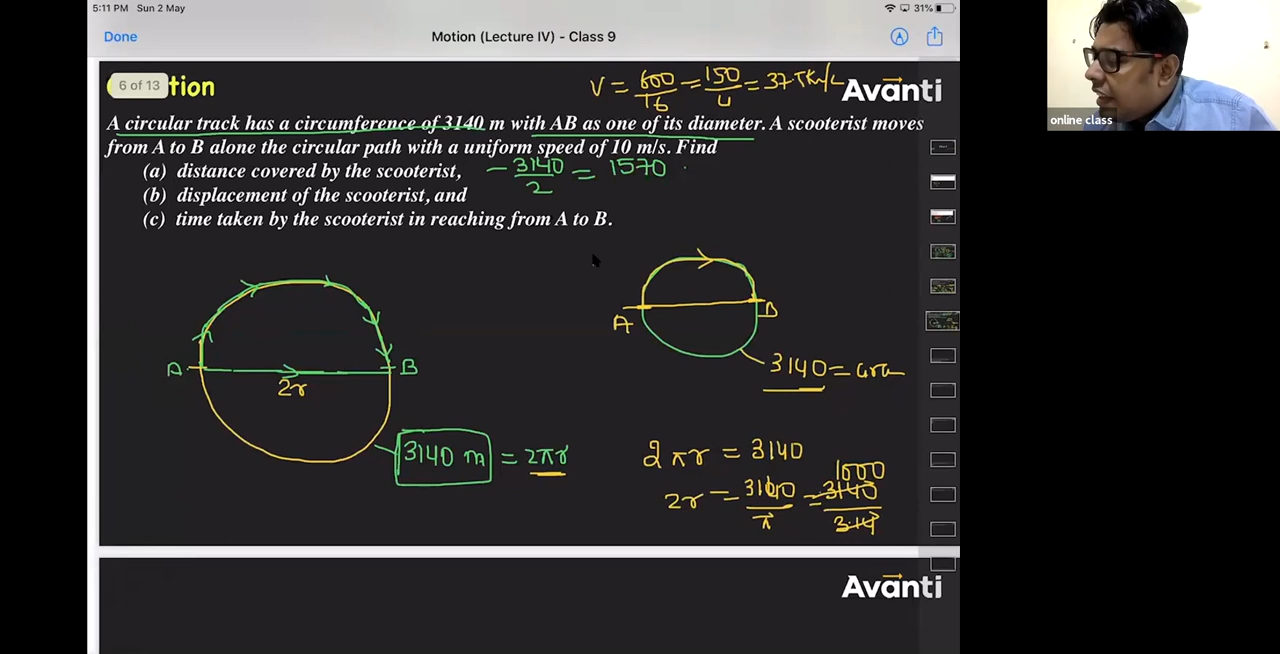 5:11 PM Sun 2 May
31%
Done
Motion (Lecture IV) - Class 9
6 of 13
tion
V = 600/16 = 150/4 = 37
Avanti
A circular track has a circumference of 3140 m with AB as one of its diameter. A scooterist moves
from A to B alone the circular path with a uniform speed of 10 m/s. Find
(a) distance covered by the scooterist, - 3140/2 = 1570
(b) displacement of the scooterist, and
(c) time taken by the scooterist in reaching from A to B.
A B
2r
3140 m = 2πr
A B
3140 =
2πr = 3140
2r = 3140/π = 3140/3.14
1000
Avanti
online class